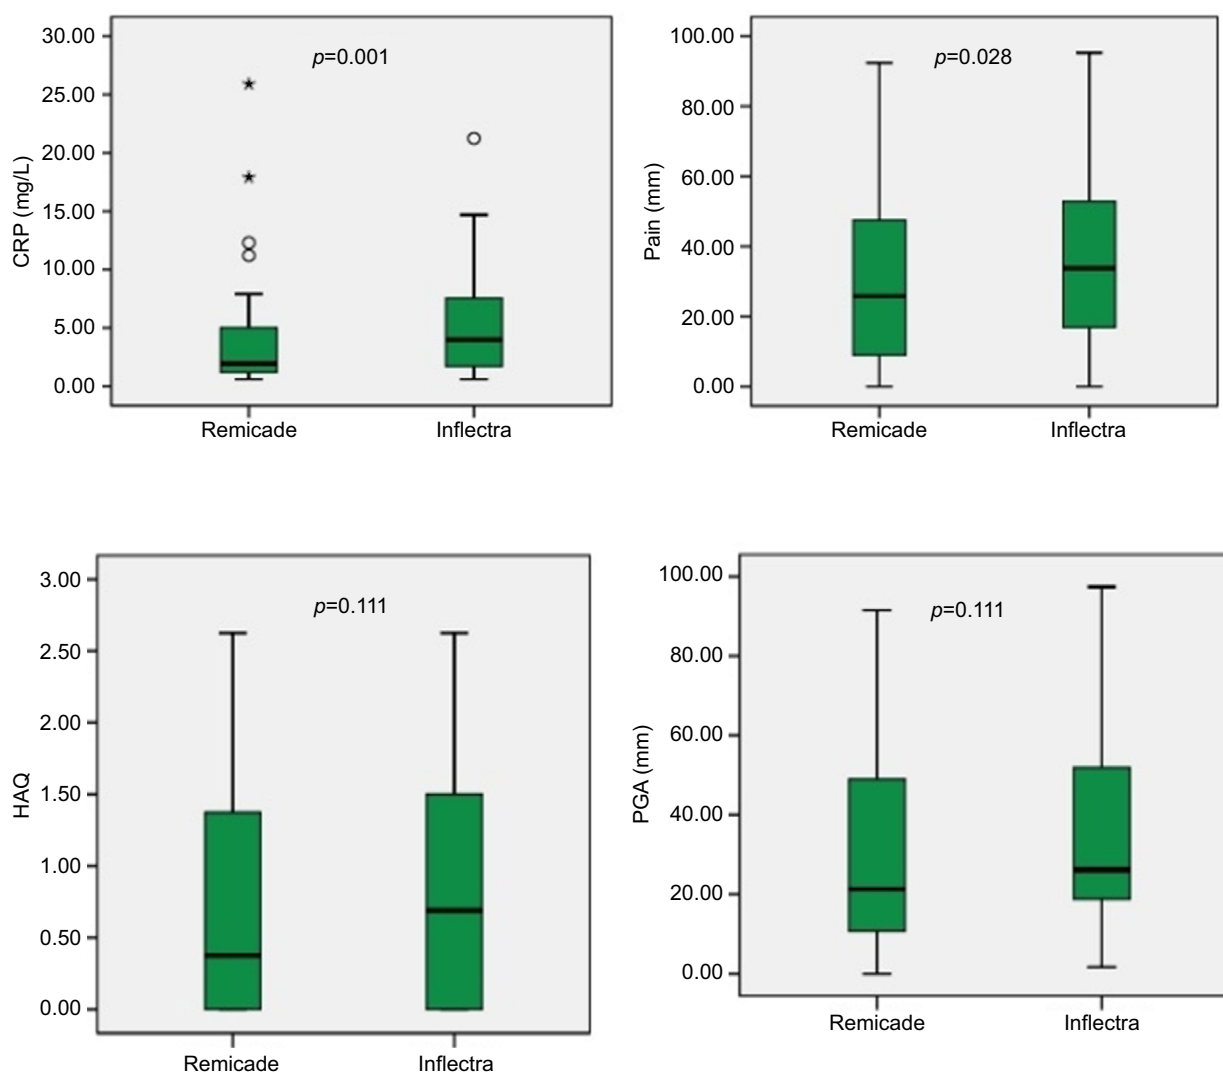 30.00
25.00
20.00
15.00
10.00
5.00
0.00
CRP (mg/L)
p=0.001
Remicade Inflectra
100.00
80.00
60.00
40.00
20.00
0.00
Pain (mm)
p=0.028
Remicade Inflectra
3.00
2.50
2.00
1.50
1.00
0.50
0.00
HAQ
p=0.111
Remicade Inflectra
100.00
80.00
60.00
40.00
20.00
0.00
PGA (mm)
p=0.111
Remicade Inflectra